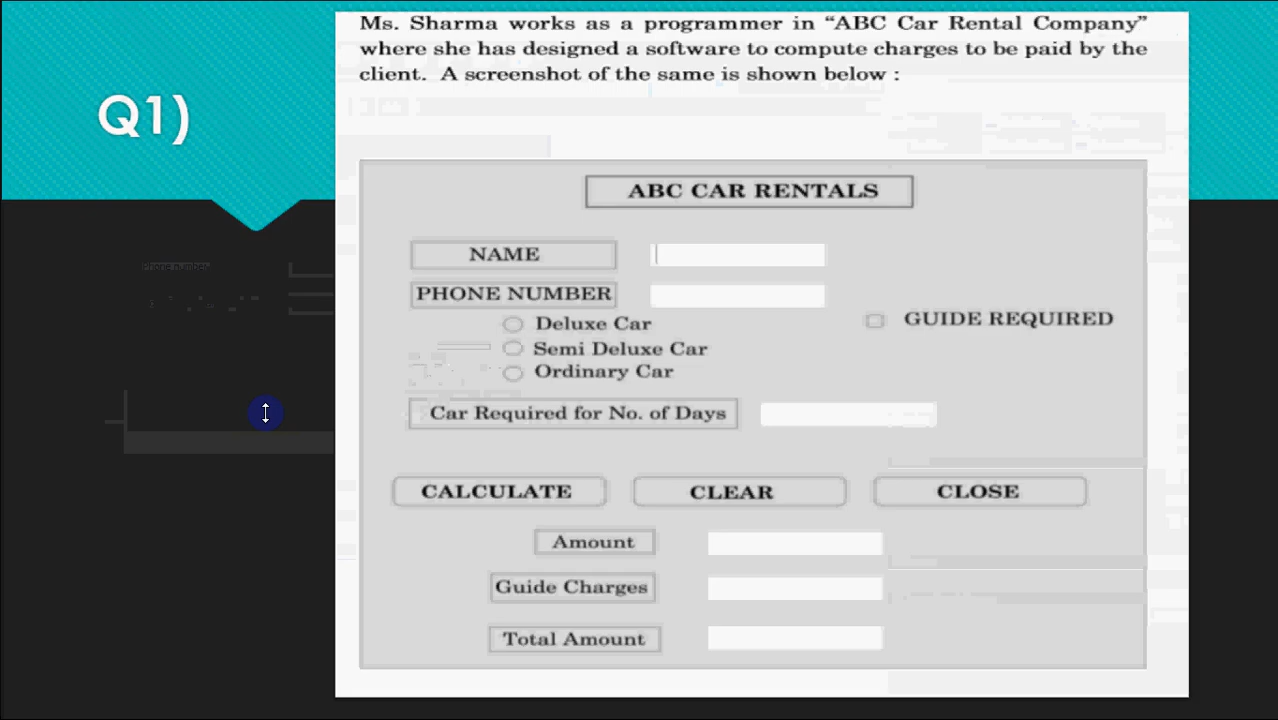 Q1)
Ms. Sharma works as a programmer in “ABC Car Rental Company”
where she has designed a software to compute charges to be paid by the
client. A screenshot of the same is shown below :
ABC CAR RENTALS
NAME
PHONE NUMBER
Deluxe Car
GUIDE REQUIRED
Semi Deluxe Car
Ordinary Car
Car Required for No. of Days
CALCULATE CLEAR CLOSE
Amount
Guide Charges
Total Amount
Phone number